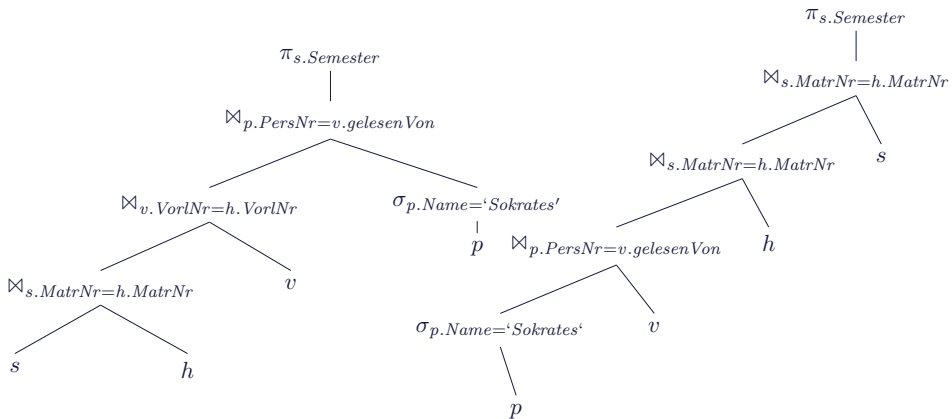 π_{s.Semester}
⋈_{p.PersNr=v.gelesenVon}
⋈_{v.VorlNr=h.VorlNr}
σ_{p.Name=‘Sokrates′}
p
⋈_{s.MatrNr=h.MatrNr}
v
s
h
π_{s.Semester}
⋈_{s.MatrNr=h.MatrNr}
⋈_{s.MatrNr=h.MatrNr}
s
⋈_{p.PersNr=v.gelesenVon}
h
σ_{p.Name=‘Sokrates‘}
v
p